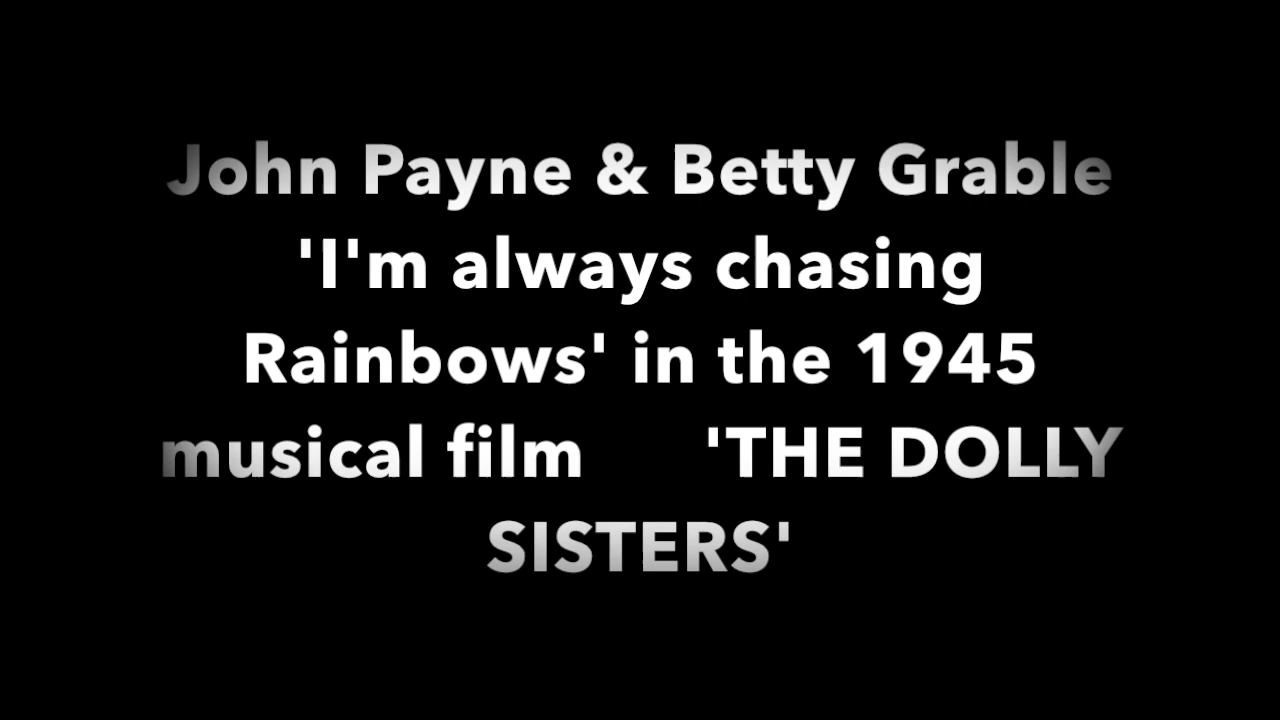 John Payne & Betty Grable
'I'm always chasing
Rainbows' in the 1945
musical film 'THE DOLLY
SISTERS'